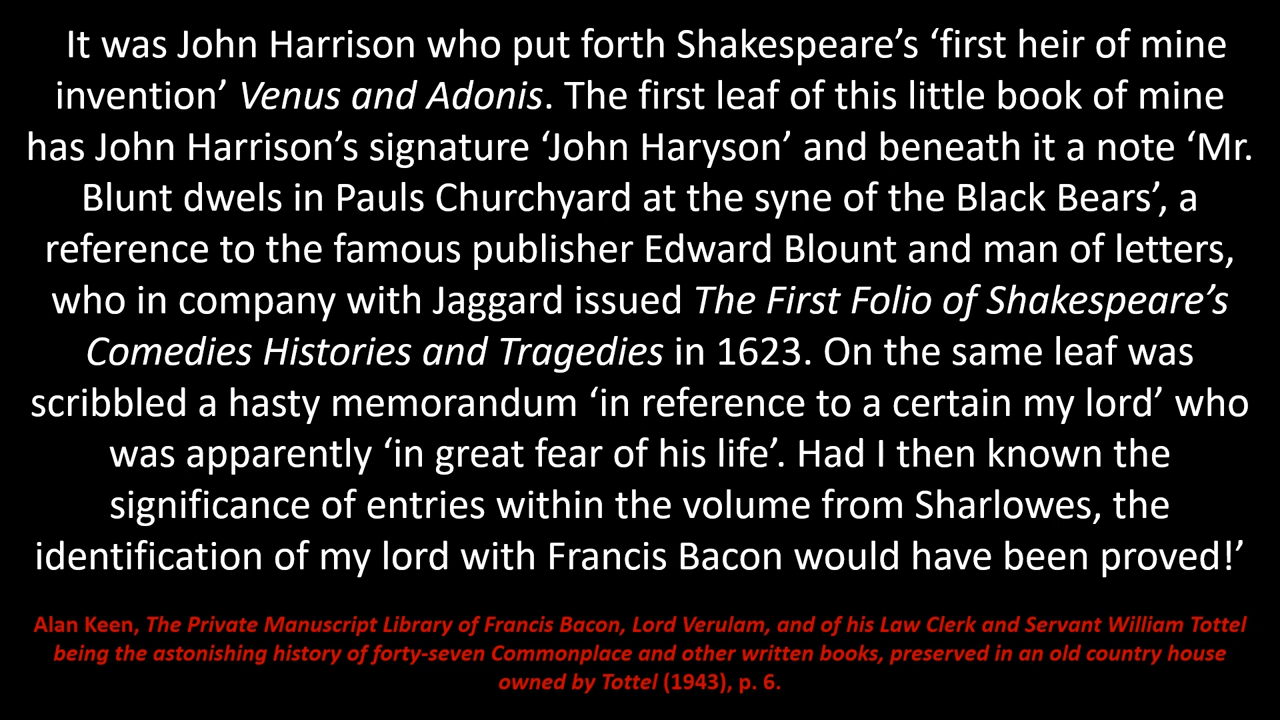 It was John Harrison who put forth Shakespeare’s ‘first heir of mine
invention’ Venus and Adonis. The first leaf of this little book of mine
has John Harrison’s signature ‘John Haryson’ and beneath it a note ‘Mr.
Blunt dwels in Pauls Churchyard at the syne of the Black Bears’, a
reference to the famous publisher Edward Blount and man of letters,
who in company with Jaggard issued The First Folio of Shakespeare’s
Comedies Histories and Tragedies in 1623. On the same leaf was
scribbled a hasty memorandum ‘in reference to a certain my lord’ who
was apparently ‘in great fear of his life’. Had I then known the
significance of entries within the volume from Sharlowes, the
identification of my lord with Francis Bacon would have been proved!’
Alan Keen, The Private Manuscript Library of Francis Bacon, Lord Verulam, and of his Law Clerk and Servant William Tottel
being the astonishing history of forty-seven Commonplace and other written books, preserved in an old country house
owned by Tottel (1943), p. 6.